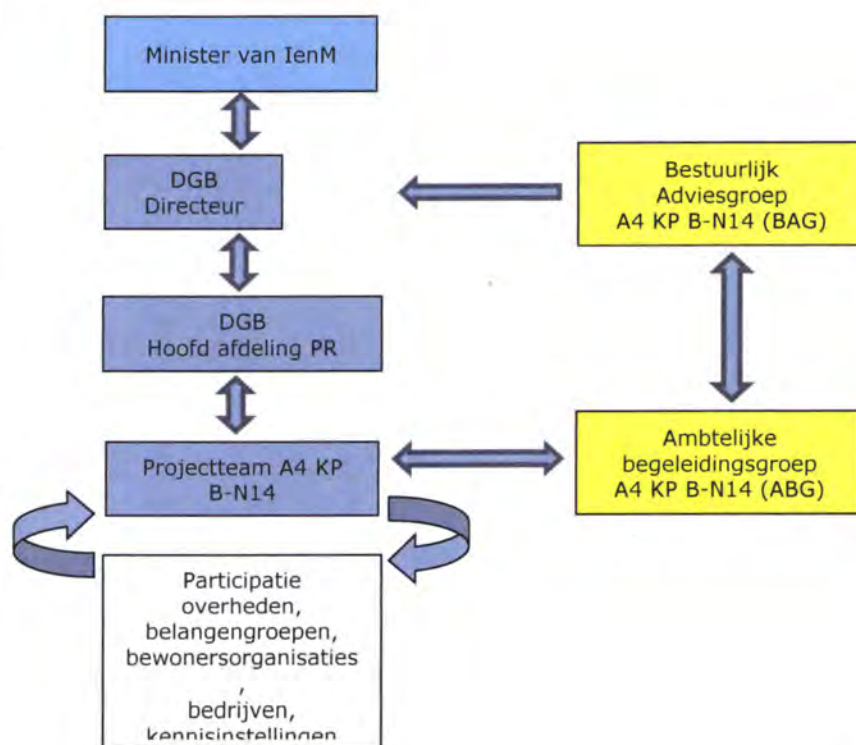 Minister van IenM
DGB
Directeur
Bestuurlijk
Adviesgroep
A4 KP B-N14 (BAG)
DGB
Hoofd afdeling PR
Projectteam A4 KP
B-N14
Ambtelijke
begeleidingsgroep
A4 KP B-N14 (ABG)
Participatie
overheden,
belangengroepen,
bewonersorganisaties
,
bedrijven,
kennisinstellingen